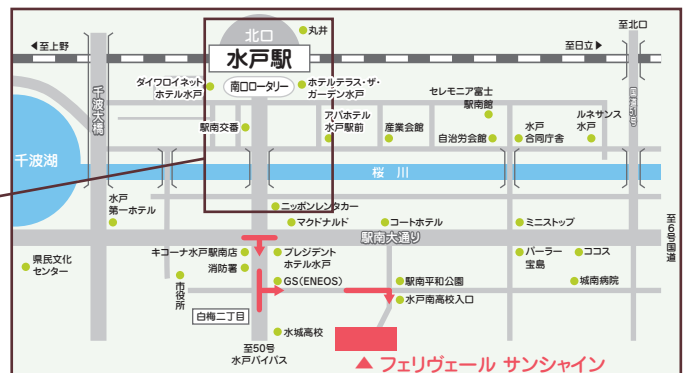 北口
丸井
至北口
◀至上野
水戸駅
至日立▶
ダイワロイネット
ホテル水戸
南口ロータリー
ホテルテラス・ザ・
ガーデン水戸
千波大橋
セレモニア富士
駅南館
国道51号
ルネサンス
水戸
駅南交番
アパホテル
水戸駅前
産業会館
自治労会館
水戸
合同庁舎
千波湖
桜川
水戸
第一ホテル
ニッポンレンタカー
マクドナルド
コートホテル
ミニストップ
駅南大通り
至6号国道
県民文化
センター
キコーナ水戸駅南店
消防署
プレジデント
ホテル水戸
パーラー
宝島
ココス
市役所
GS(ENEOS)
駅南平和公園
城南病院
水戸南高校入口
白梅二丁目
水城高校
至50号
水戸バイパス
▲ フェリヴェール サンシャイン